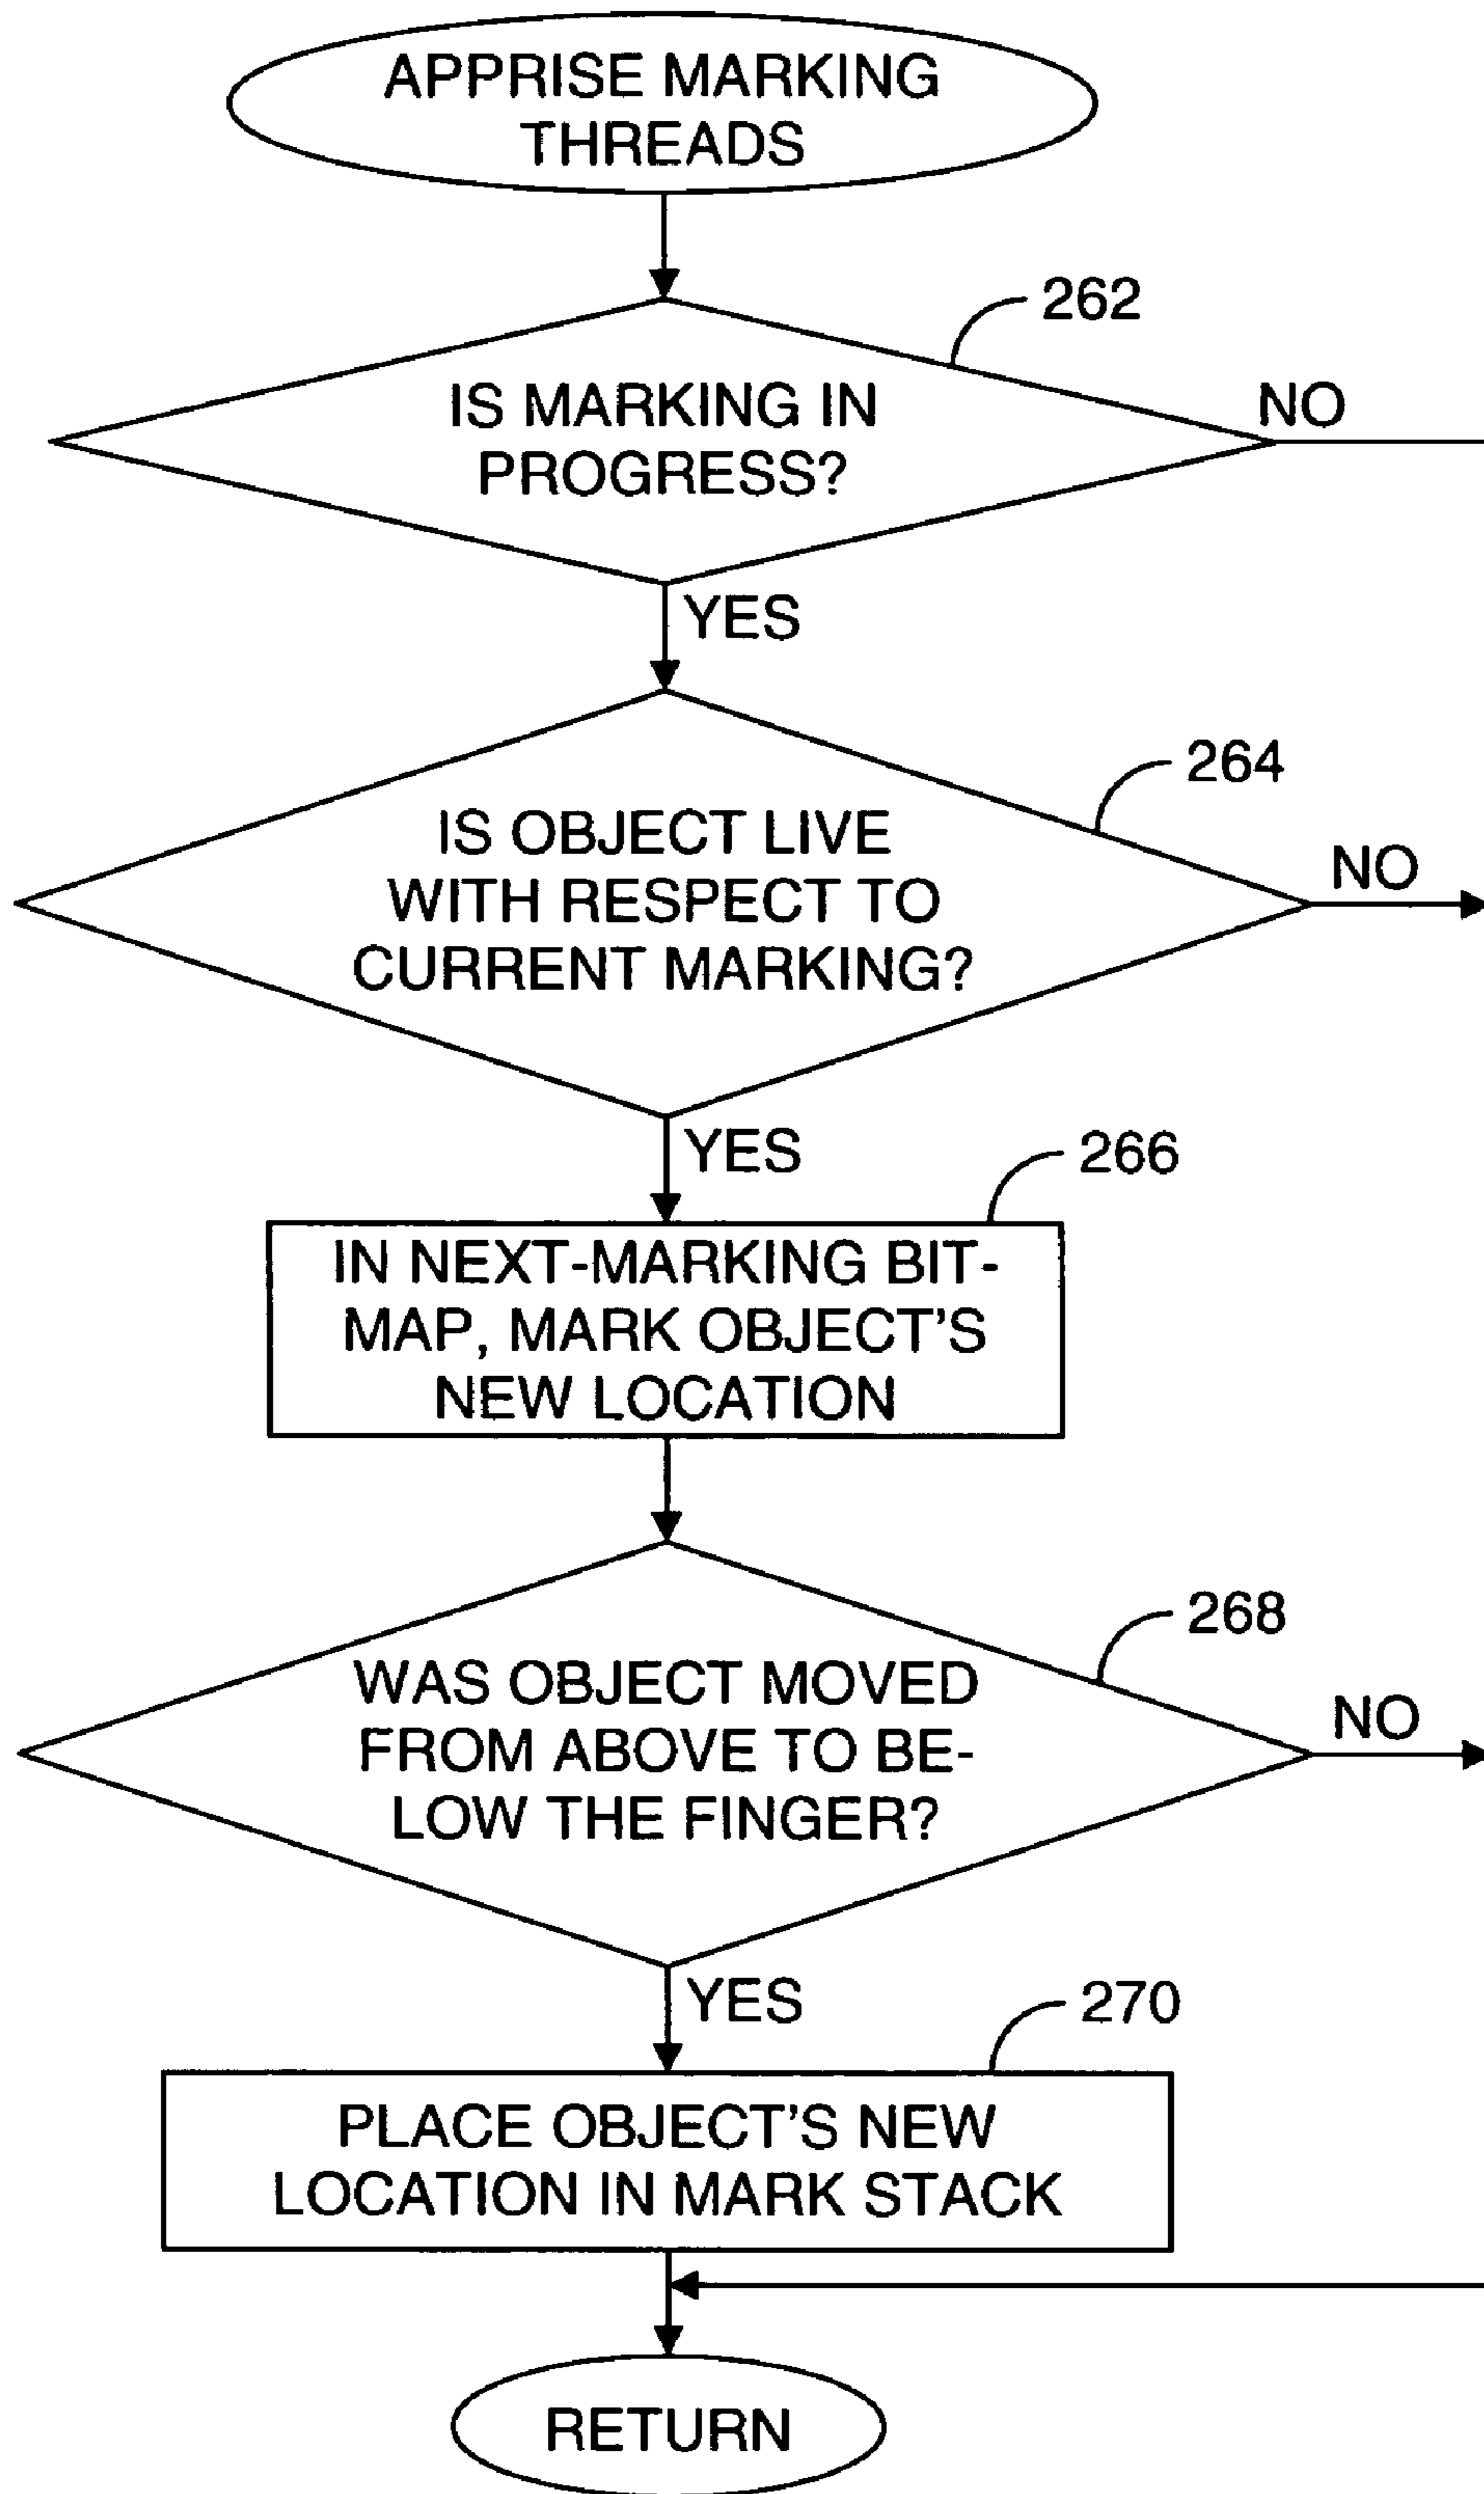 APPRISE MARKING
THREADS
262
IS MARKING IN
PROGRESS?
NO
YES
264
IS OBJECT LIVE
WITH RESPECT TO
CURRENT MARKING?
NO
YES
266
IN NEXT-MARKING BIT-
MAP, MARK OBJECT'S
NEW LOCATION
268
WAS OBJECT MOVED
FROM ABOVE TO BE-
LOW THE FINGER?
NO
YES
270
PLACE OBJECT'S NEW
LOCATION IN MARK STACK
RETURN